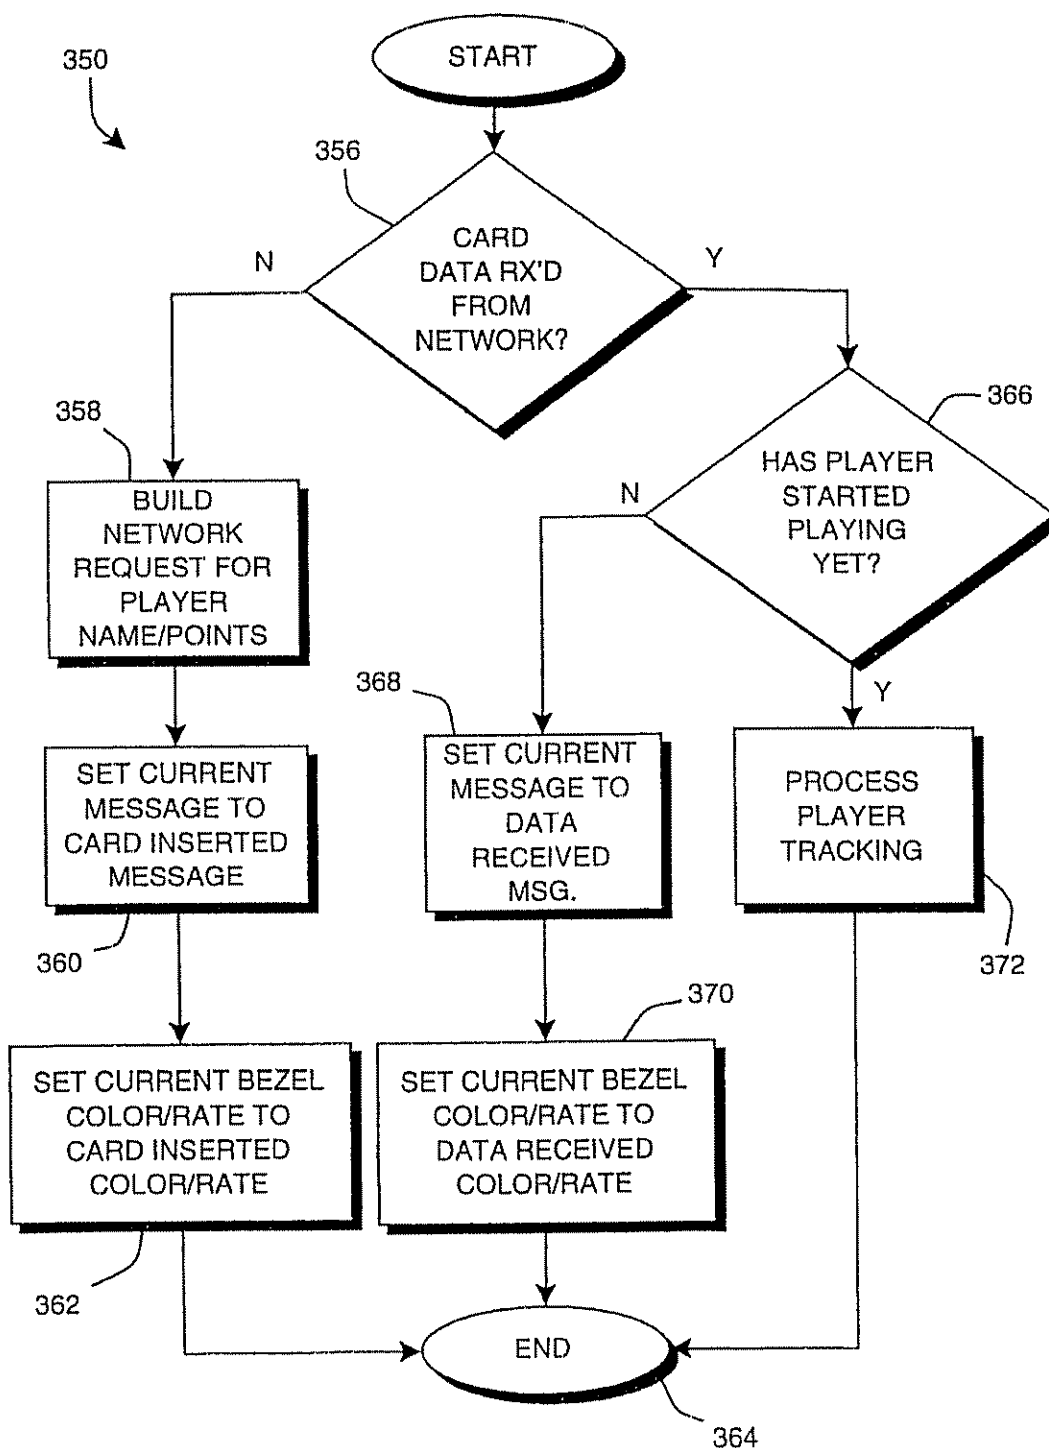 START
350
356
CARD
DATA RX'D
FROM
NETWORK?
N
Y
358
BUILD
NETWORK
REQUEST FOR
PLAYER
NAME/POINTS
366
HAS PLAYER
STARTED
PLAYING
YET?
N
Y
SET CURRENT
MESSAGE TO
CARD INSERTED
MESSAGE
360
368
SET CURRENT
MESSAGE TO
DATA
RECEIVED
MSG.
PROCESS
PLAYER
TRACKING
372
SET CURRENT BEZEL
COLOR/RATE TO
CARD INSERTED
COLOR/RATE
362
370
SET CURRENT BEZEL
COLOR/RATE TO
DATA RECEIVED
COLOR/RATE
END
364